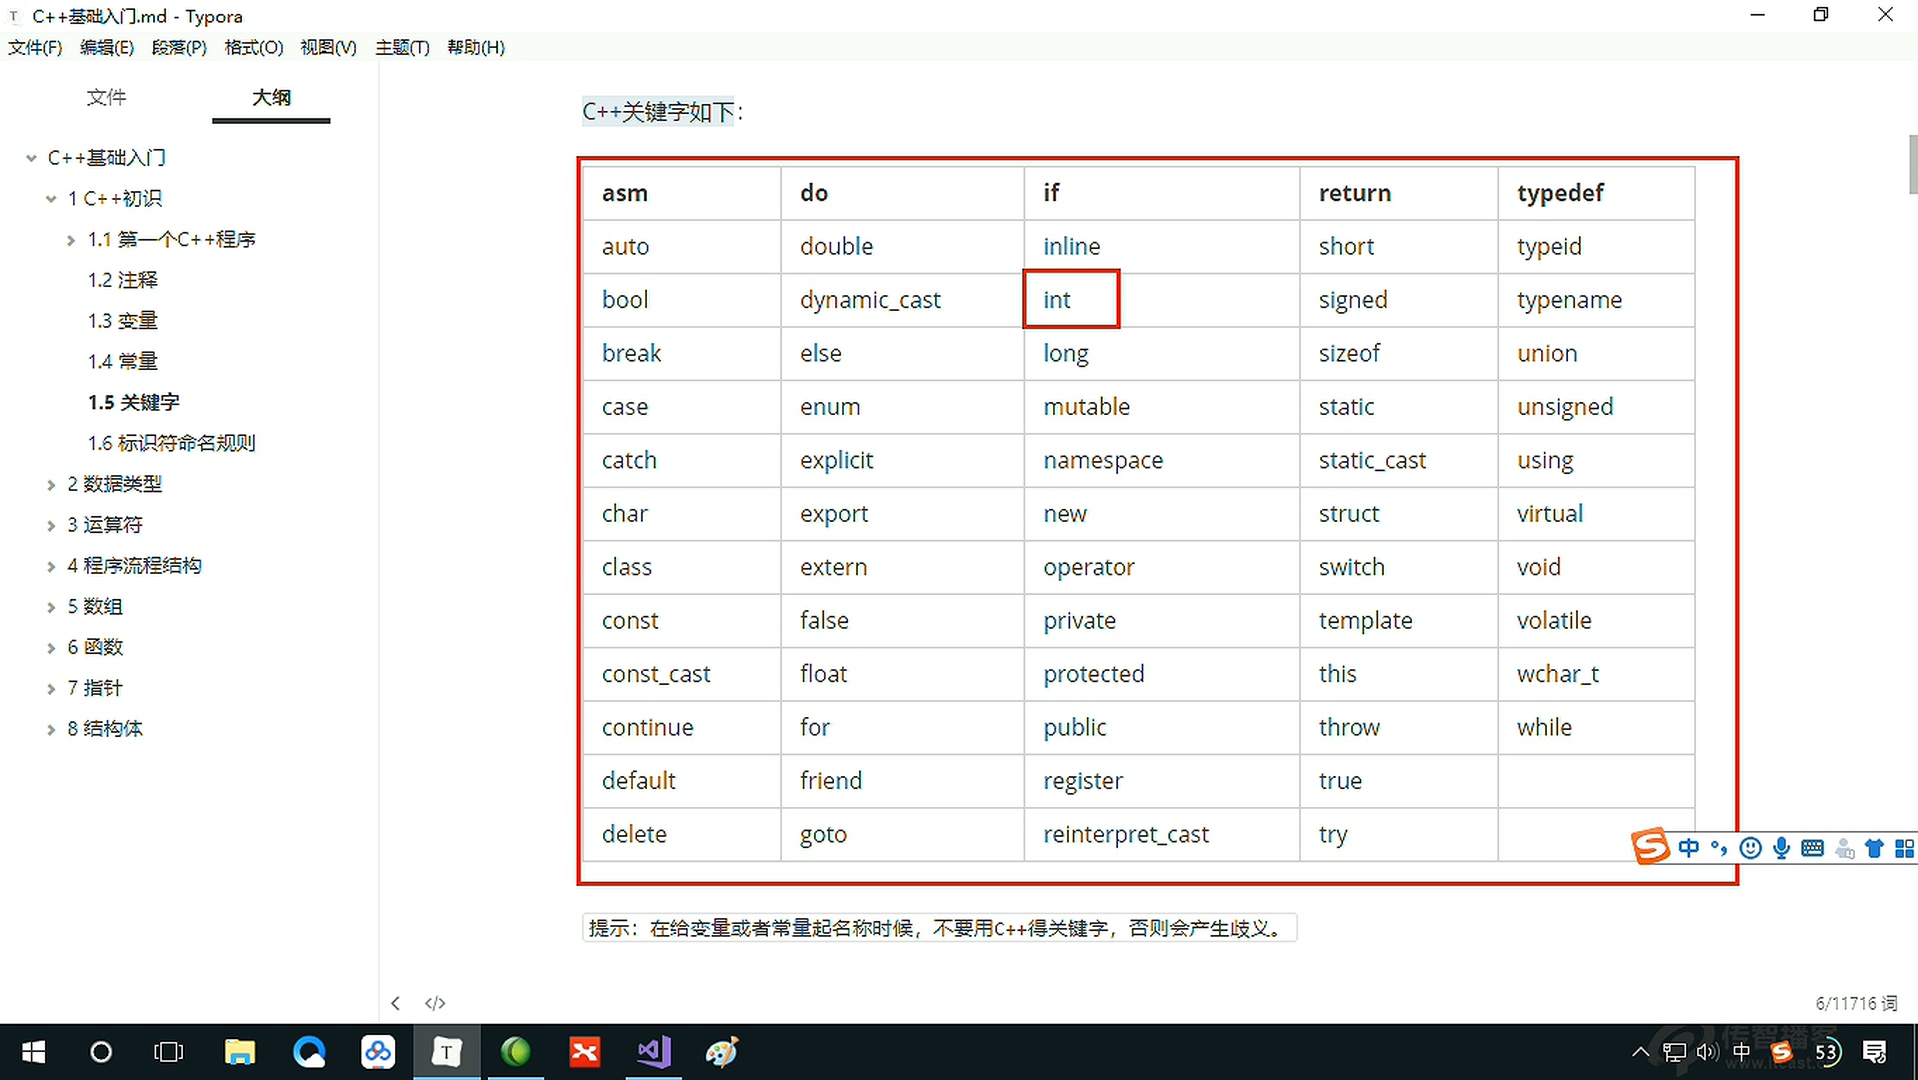 C++基础入门.md - Typora
文件(F) 编辑(E) 段落(P) 格式(O) 视图(V) 主题(T) 帮助(H)
文件 大纲
C++基础入门
1 C++初识
1.1 第一个C++程序
1.2 注释
1.3 变量
1.4 常量
1.5 关键字
1.6 标识符命名规则
2 数据类型
3 运算符
4 程序流程结构
5 数组
6 函数
7 指针
8 结构体
C++关键字如下：
asm do if return typedef
auto double inline short typeid
bool dynamic_cast int signed typename
break else long sizeof union
case enum mutable static unsigned
catch explicit namespace static_cast using
char export new struct virtual
class extern operator switch void
const false private template volatile
const_cast float protected this wchar_t
continue for public throw while
default friend register true
delete goto reinterpret_cast try
中
提示：在给变量或者常量起名称时候，不要用C++得关键字，否则会产生歧义。
</>
6/11716 词
中 53
传智播客